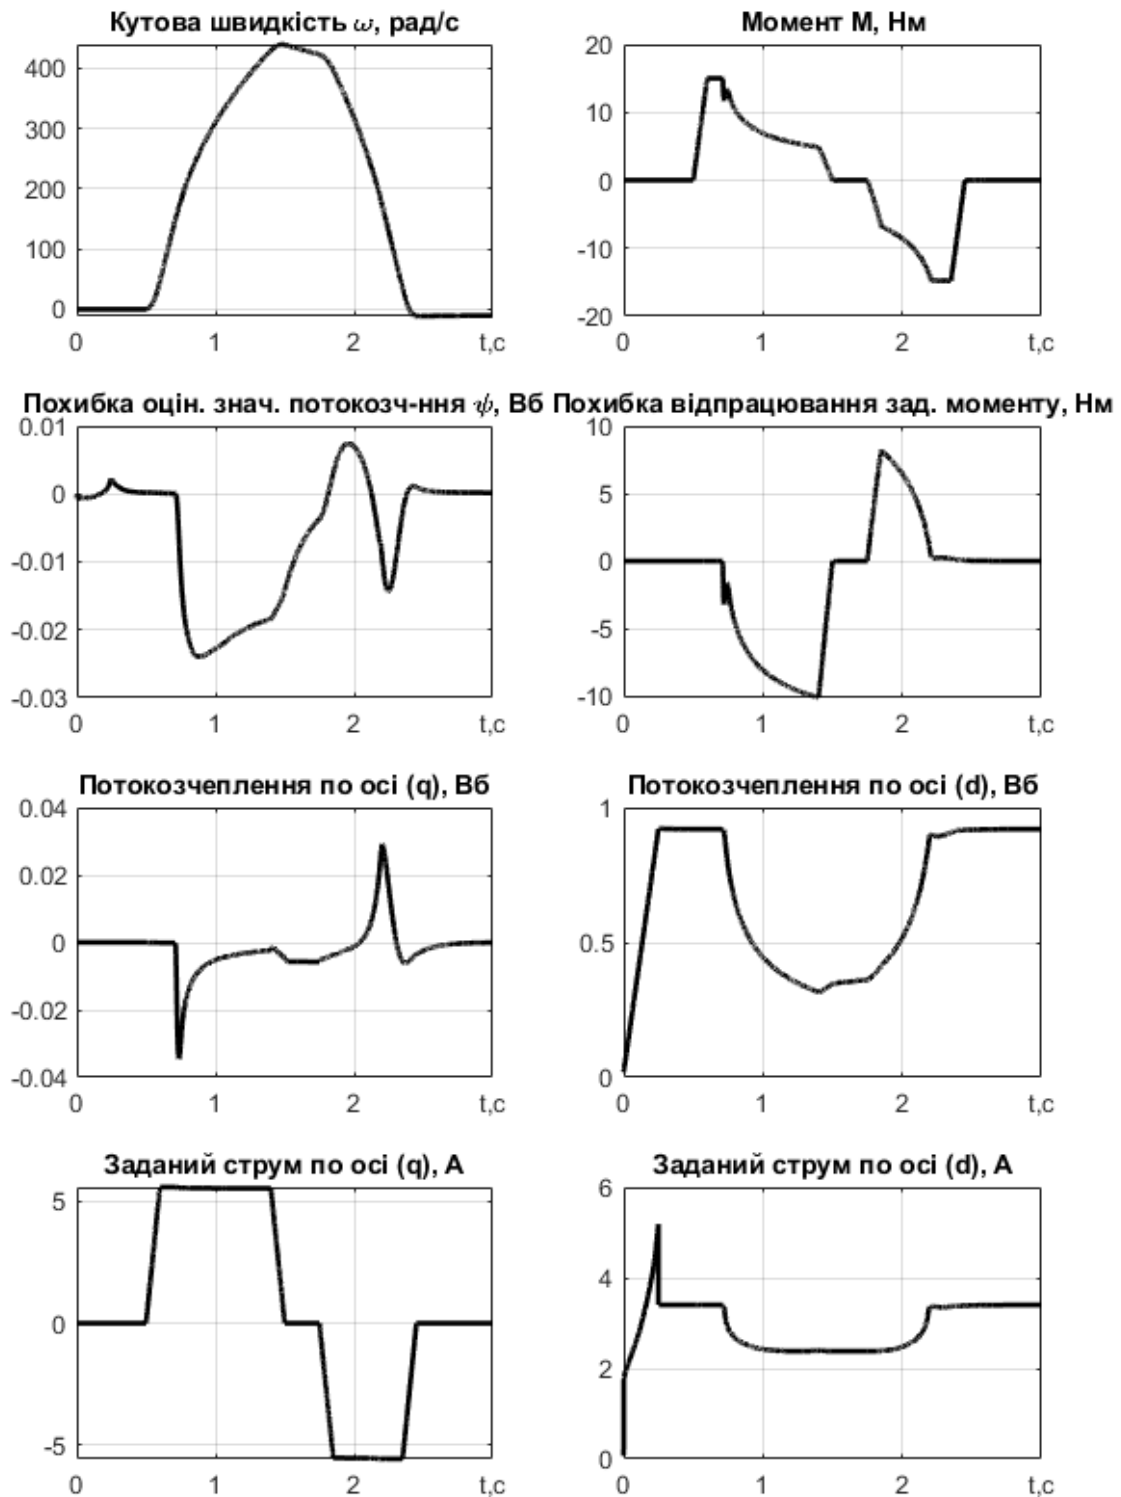 Кутова швидкість ω, рад/с
400
300
200
100
0
0 1 2 t,с
Момент М, Нм
20
10
0
-10
-20
0 1 2 t,с
Похибка оцін. знач. потокозч-ння ψ, Вб
0.01
0
-0.01
-0.02
-0.03
0 1 2 t,с
Похибка відпрацювання зад. моменту, Нм
10
5
0
-5
-10
0 1 2 t,с
Потокозчеплення по осі (q), Вб
0.04
0.02
0
-0.02
-0.04
0 1 2 t,с
Потокозчеплення по осі (d), Вб
1
0.5
0
0 1 2 t,с
Заданий струм по осі (q), А
5
0
-5
0 1 2 t,с
Заданий струм по осі (d), А
6
4
2
0
0 1 2 t,с